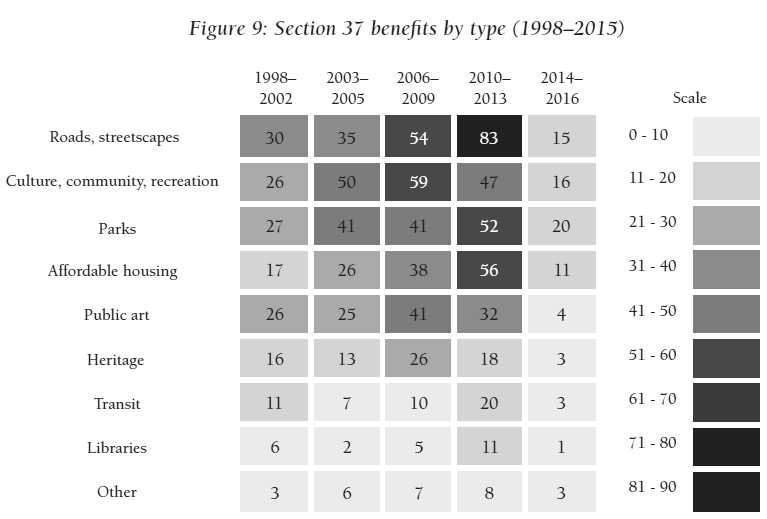 Figure 9: Section 37 benefits by type (1998–2015)
1998–2002 2003–2005 2006–2009 2010–2013 2014–2016 Scale
Roads, streetscapes 30 35 54 83 15 0 - 10
Culture, community, recreation 26 50 59 47 16 11 - 20
Parks 27 41 41 52 20 21 - 30
Affordable housing 17 26 38 56 11 31 - 40
Public art 26 25 41 32 4 41 - 50
Heritage 16 13 26 18 3 51 - 60
Transit 11 7 10 20 3 61 - 70
Libraries 6 2 5 11 1 71 - 80
Other 3 6 7 8 3 81 - 90